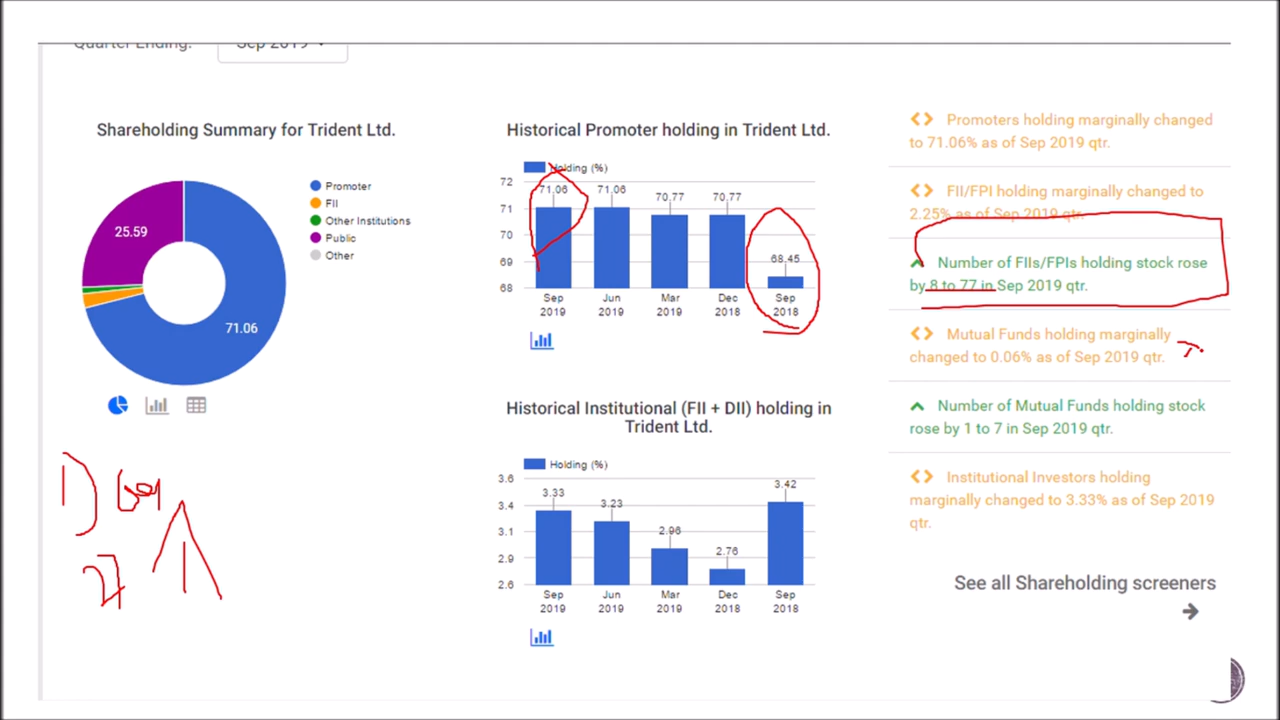 Quarter Ending: Sep 2019
Shareholding Summary for Trident Ltd.
Promoter
FII
Other Institutions
Public
Other
25.59
71.06
Historical Promoter holding in Trident Ltd.
Holding (%)
72
71
70
69
68
71.06
71.06
70.77
70.77
68.45
Sep 2019
Jun 2019
Mar 2019
Dec 2018
Sep 2018
Historical Institutional (FII + DII) holding in
Trident Ltd.
Holding (%)
3.6
3.4
3.1
2.9
2.6
3.33
3.23
2.96
2.76
3.42
Sep 2019
Jun 2019
Mar 2019
Dec 2018
Sep 2018
Promoters holding marginally changed
to 71.06% as of Sep 2019 qtr.
FII/FPI holding marginally changed to
2.25% as of Sep 2019 qtr.
Number of FIIs/FPIs holding stock rose
by 8 to 77 in Sep 2019 qtr.
Mutual Funds holding marginally
changed to 0.06% as of Sep 2019 qtr.
Number of Mutual Funds holding stock
rose by 1 to 7 in Sep 2019 qtr.
Institutional Investors holding
marginally changed to 3.33% as of Sep 2019
qtr.
See all Shareholding screeners
1)